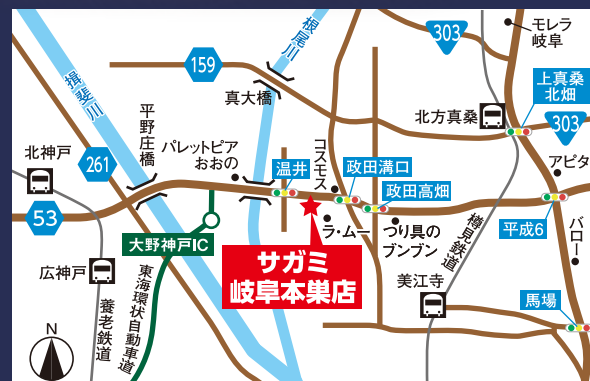 根尾川
303
モレラ
岐阜
159
揖斐川
真大橋
上真桑
北畑
北方真桑
303
平野庄橋
パレットピア
おおの
コスモス
北神戸
261
温井
政田溝口
アピタ
政田高畑
53
大野神戸IC
ラ・ムー
つり具の
ブンブン
樽見鉄道
平成6
バロー
サガミ
岐阜本巣店
広神戸
養老鉄道
東海環状自動車道
美江寺
馬場
N